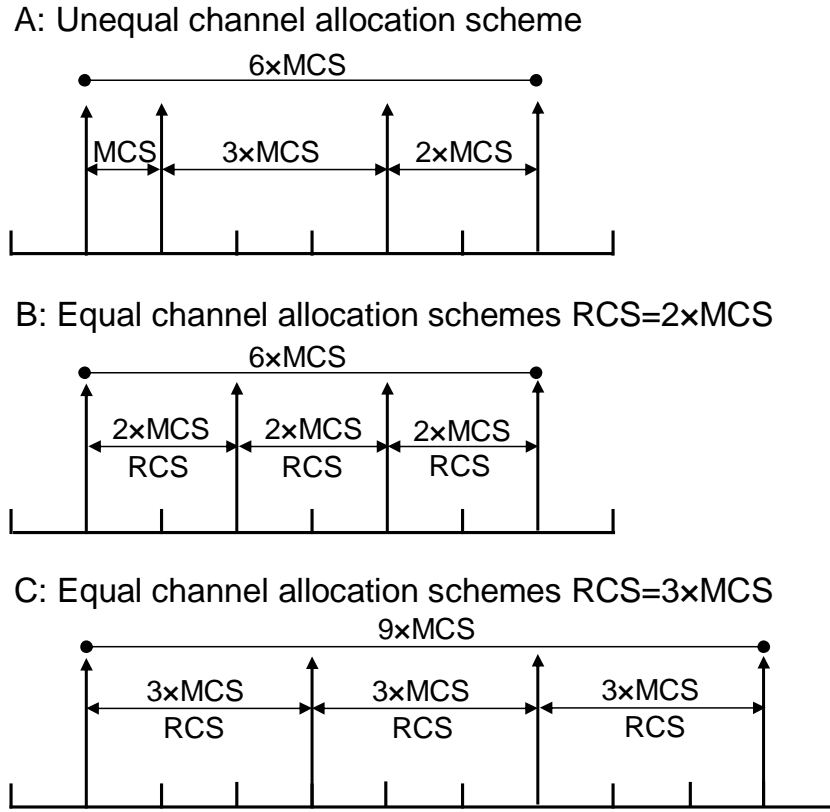 A: Unequal channel allocation scheme
6×MCS
MCS 3×MCS 2×MCS
B: Equal channel allocation schemes RCS=2×MCS
6×MCS
2×MCS 2×MCS 2×MCS
RCS RCS RCS
C: Equal channel allocation schemes RCS=3×MCS
9×MCS
3×MCS 3×MCS 3×MCS
RCS RCS RCS